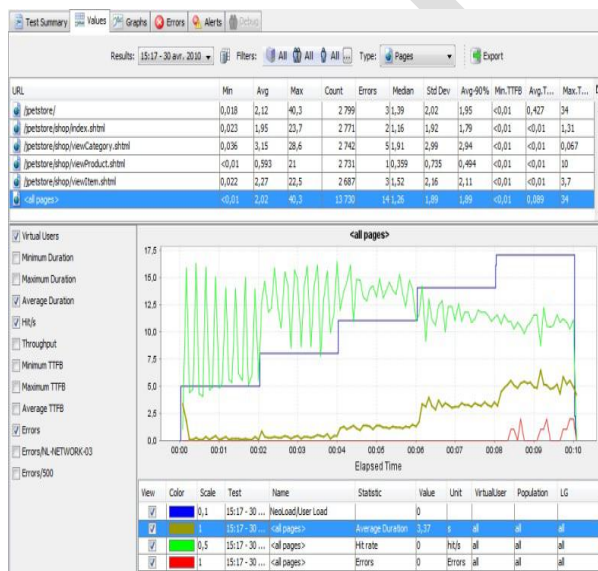 Test Summary Values Graphs Errors Alerts Debug
Results: 15:17 - 30 avr. 2010 Filters: All All All ... Type: Pages Export
URL Min Avg Max Count Errors Median Std Dev Avg-90% Min.TTFB Avg.T... Max.T...
/petstore/ 0,018 2,12 40,3 2 799 3 1,39 2,02 1,95 <0,01 0,427 34
/petstore/shop/index.shtml 0,023 1,95 23,7 2 771 2 1,16 1,92 1,79 <0,01 <0,01 1,31
/petstore/shop/viewCategory.shtml 0,036 3,15 28,6 2 742 5 1,91 2,99 2,94 <0,01 <0,01 0,067
/petstore/shop/viewProduct.shtml <0,01 0,593 21 2 731 1 0,359 0,735 0,494 <0,01 <0,01 10
/petstore/shop/viewItem.shtml 0,022 2,27 22,5 2 687 3 1,52 2,16 2,11 <0,01 <0,01 3,7
<all pages> <0,01 2,02 40,3 13 730 14 1,26 1,89 1,89 <0,01 0,089 34
Virtual Users
Minimum Duration
Maximum Duration
Average Duration
Hit/s
Throughput
Minimum TTFB
Maximum TTFB
Average TTFB
Errors
Errors/NL-NETWORK-03
Errors/500
<all pages>
17,5
15,0
12,5
10,0
7,5
5,0
2,5
0,0
00:00 00:01 00:02 00:03 00:04 00:05 00:06 00:07 00:08 00:09 00:10
Elapsed Time
View Color Scale Test Name Statistic Value Unit VirtualUser Population LG
0,1 15:17 - 30 ... NeoLoad/User Load 0
1 15:17 - 30 ... <all pages> Average Duration 3,37 s all all all
0,5 15:17 - 30 ... <all pages> Hit rate 0 hit/s all all all
1 15:17 - 30 ... <all pages> Errors 0 Errors all all all